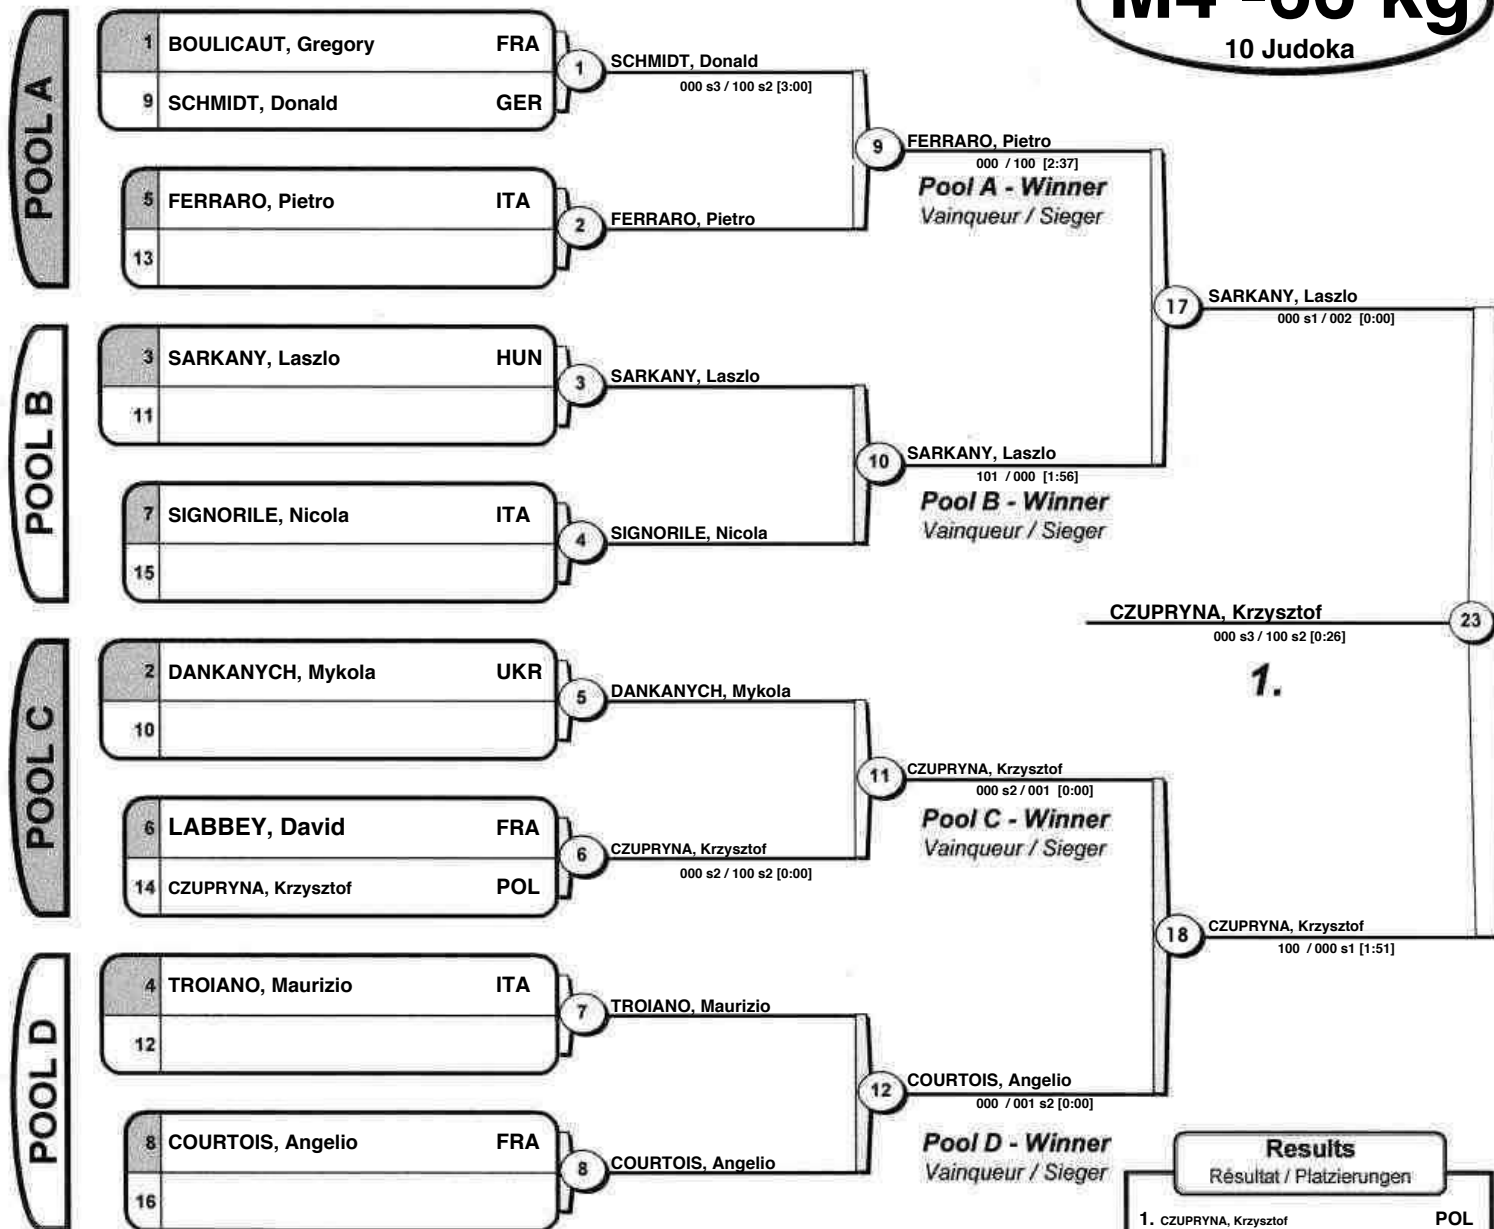 M4 -66 kg
10 Judoka
POOL A
1 BOULICAUT, Gregory FRA
9 SCHMIDT, Donald GER
1
SCHMIDT, Donald
000 s3 / 100 s2 [3:00]
5 FERRARO, Pietro ITA
13
2
FERRARO, Pietro
9
FERRARO, Pietro
000 / 100 [2:37]
Pool A - Winner
Vainqueur / Sieger
POOL B
3 SARKANY, Laszlo HUN
11
3
SARKANY, Laszlo
7 SIGNORILE, Nicola ITA
15
4
SIGNORILE, Nicola
10
SARKANY, Laszlo
101 / 000 [1:56]
Pool B - Winner
Vainqueur / Sieger
17
SARKANY, Laszlo
000 s1 / 002 [0:00]
CZUPRYNA, Krzysztof
23
000 s3 / 100 s2 [0:26]
1.
POOL C
2 DANKANYCH, Mykola UKR
10
5
DANKANYCH, Mykola
6 LABBEY, David FRA
14 CZUPRYNA, Krzysztof POL
6
CZUPRYNA, Krzysztof
000 s2 / 100 s2 [0:00]
11
CZUPRYNA, Krzysztof
000 s2 / 001 [0:00]
Pool C - Winner
Vainqueur / Sieger
18
CZUPRYNA, Krzysztof
100 / 000 s1 [1:51]
POOL D
4 TROIANO, Maurizio ITA
12
7
TROIANO, Maurizio
8 COURTOIS, Angelio FRA
16
8
COURTOIS, Angelio
12
COURTOIS, Angelio
000 / 001 s2 [0:00]
Pool D - Winner
Vainqueur / Sieger
Results
Résultat / Platzierungen
1. CZUPRYNA, Krzysztof POL